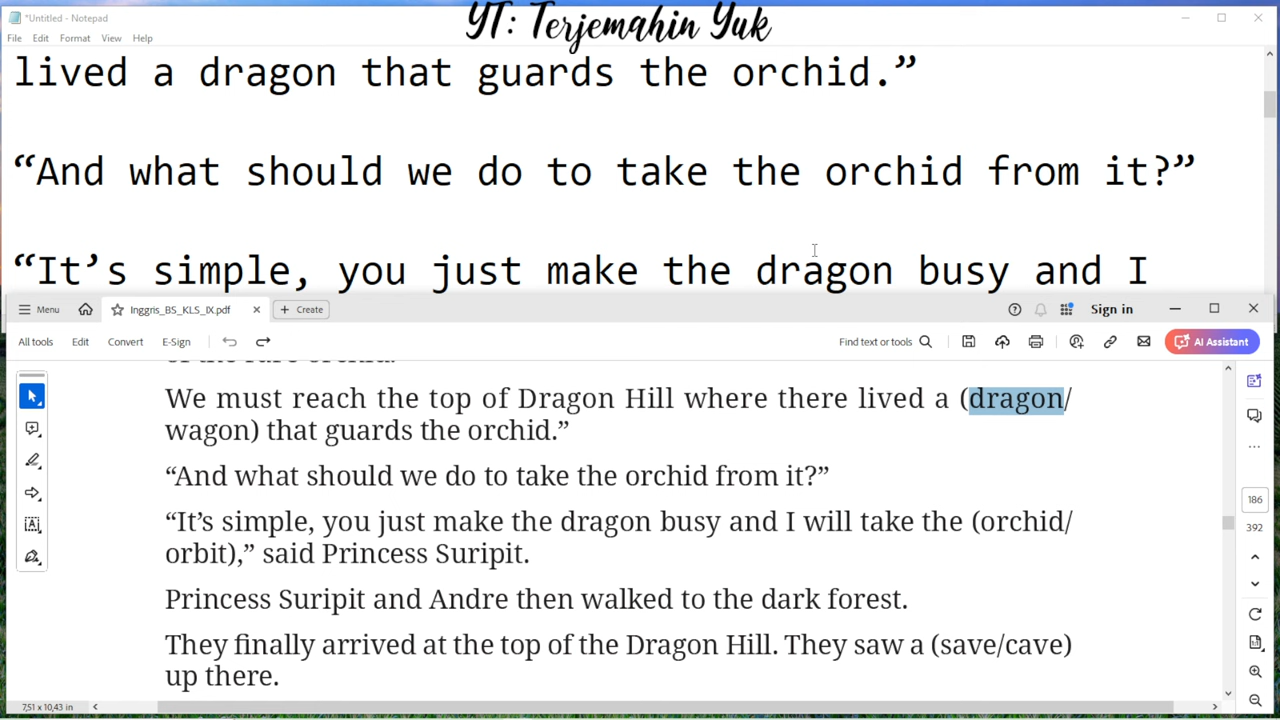 *Untitled - Notepad
YT: Terjemahin Yuk
File Edit Format View Help
lived a dragon that guards the orchid.”
“And what should we do to take the orchid from it?”
“It’s simple, you just make the dragon busy and I
Menu Inggris_BS_KLS_IX.pdf Create Sign in
All tools Edit Convert E-Sign Find text or tools AI Assistant
of the rare orchid.
We must reach the top of Dragon Hill where there lived a (dragon/
wagon) that guards the orchid.”
“And what should we do to take the orchid from it?”
“It’s simple, you just make the dragon busy and I will take the (orchid/
orbit),” said Princess Suripit.
Princess Suripit and Andre then walked to the dark forest.
They finally arrived at the top of the Dragon Hill. They saw a (save/cave)
up there.
186
392
7,51 x 10,43 in